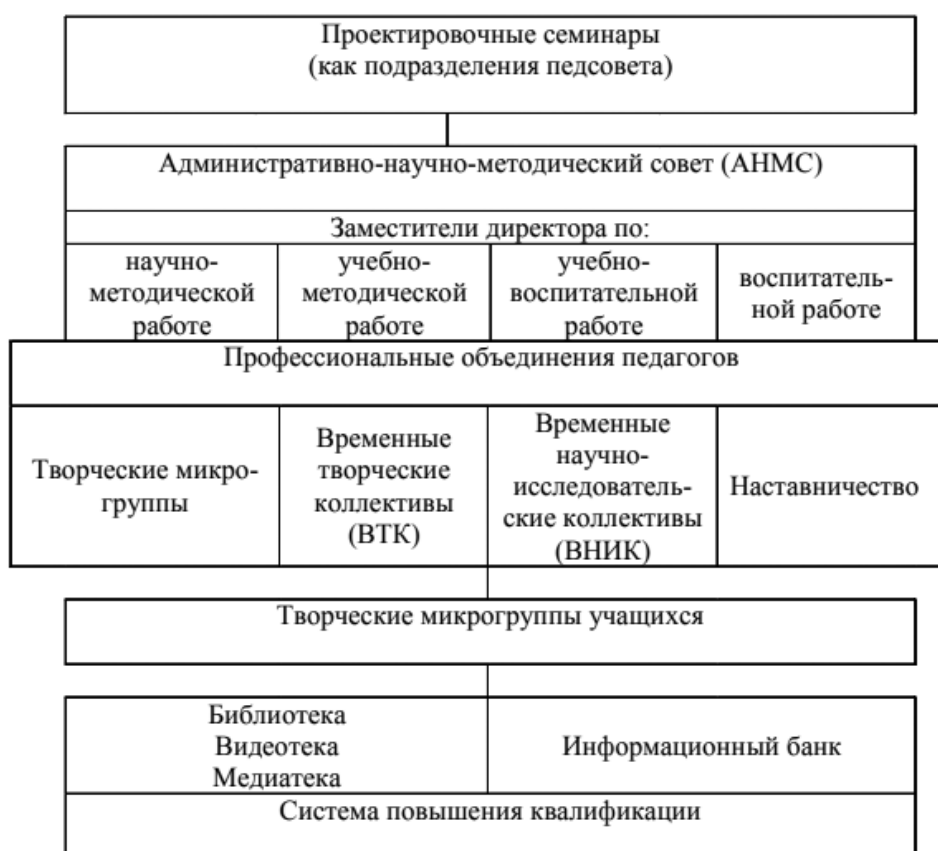 Проектировочные семинары
(как подразделения педсовета)
Административно-научно-методический совет (АНМС)
Заместители директора по:
научно-
методической
работе
учебно-
методической
работе
учебно-
воспитательной
работе
воспитатель-
ной работе
Профессиональные объединения педагогов
Творческие микро-
группы
Временные
творческие
коллективы
(ВТК)
Временные
научно-
исследователь-
ские коллективы
(ВНИК)
Наставничество
Творческие микрогруппы учащихся
Библиотека
Видеотека
Медиатека
Информационный банк
Система повышения квалификации